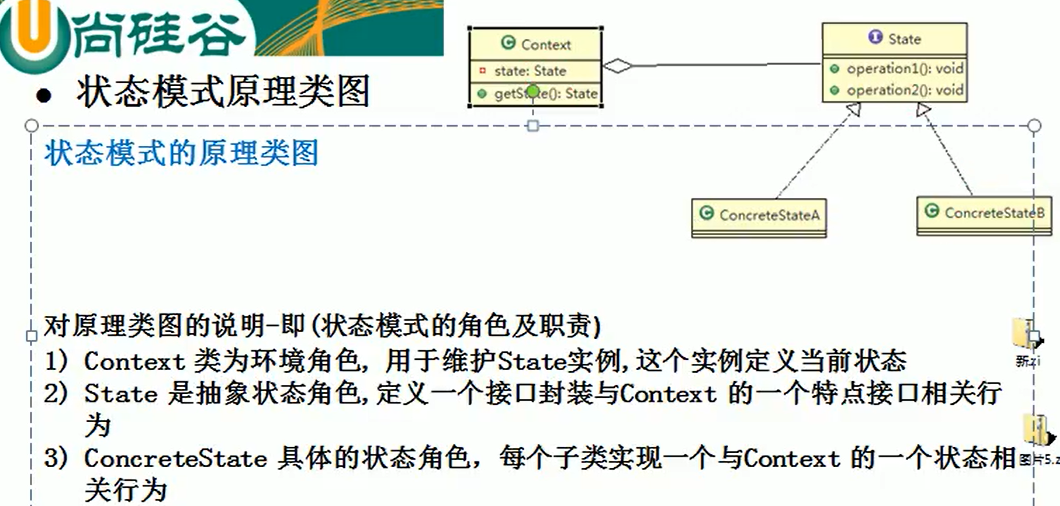 尚硅谷
● 状态模式原理类图
Context
state: State
getState(): State
State
operation1(): void
operation2(): void
ConcreteStateA
ConcreteStateB
状态模式的原理类图
对原理类图的说明-即(状态模式的角色及职责)
1) Context 类为环境角色, 用于维护State实例,这个实例定义当前状态
2) State 是抽象状态角色,定义一个接口封装与Context 的一个特点接口相关行
为
3) ConcreteState 具体的状态角色，每个子类实现一个与Context 的一个状态相
关行为
新.zi
图片5.z